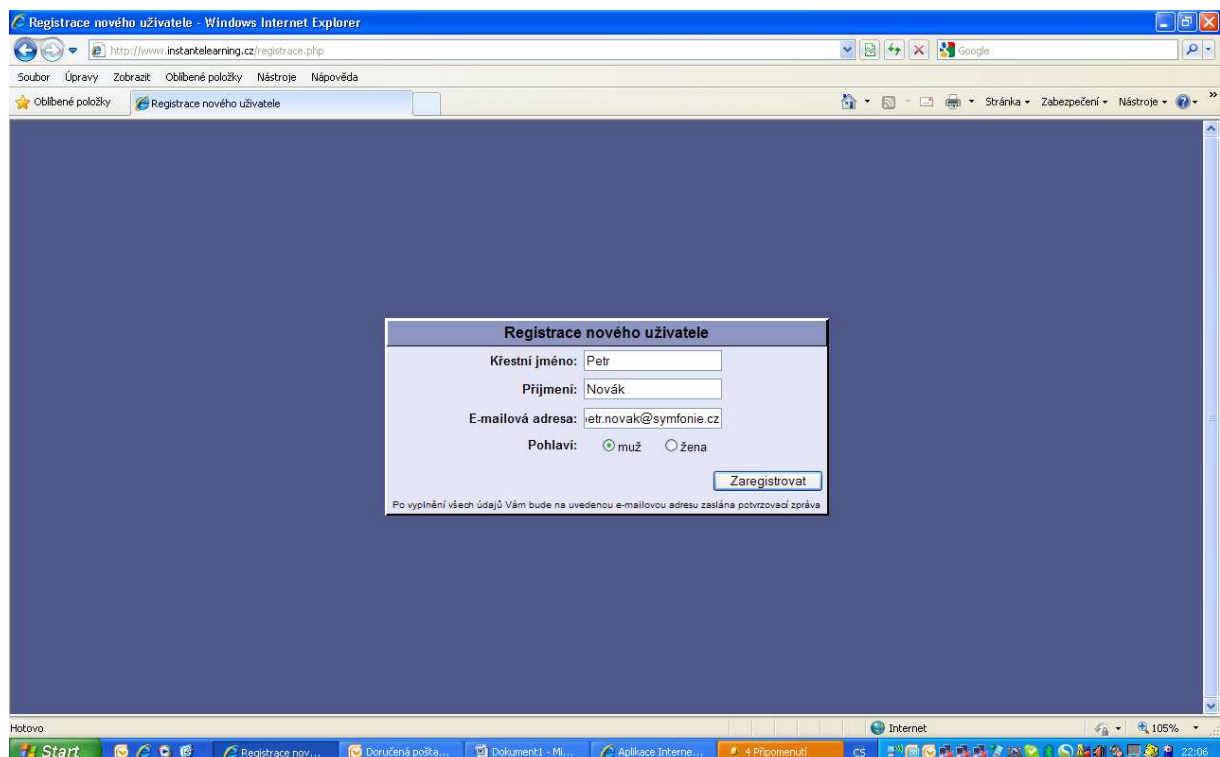 Registrace nového uživatele - Windows Internet Explorer
http://www.instantelearning.cz/registrace.php
Google
Soubor Úpravy Zobrazit Oblíbené položky Nástroje Nápověda
Oblíbené položky Registrace nového uživatele Stránka Zabezpečení Nástroje »
Registrace nového uživatele
Křestní jméno: Petr
Příjmení: Novák
E-mailová adresa: etr.novak@symfonie.cz
Pohlaví: muž žena
Zaregistrovat
Po vyplnění všech údajů Vám bude na uvedenou e-mailovou adresu zaslána potvrzovací zpráva
Hotovo Internet 105%
Start Registrace nov... Doručená pošta... Dokument1 - Mi... Aplikace Interne... 4 Připomenutí CS 22:06